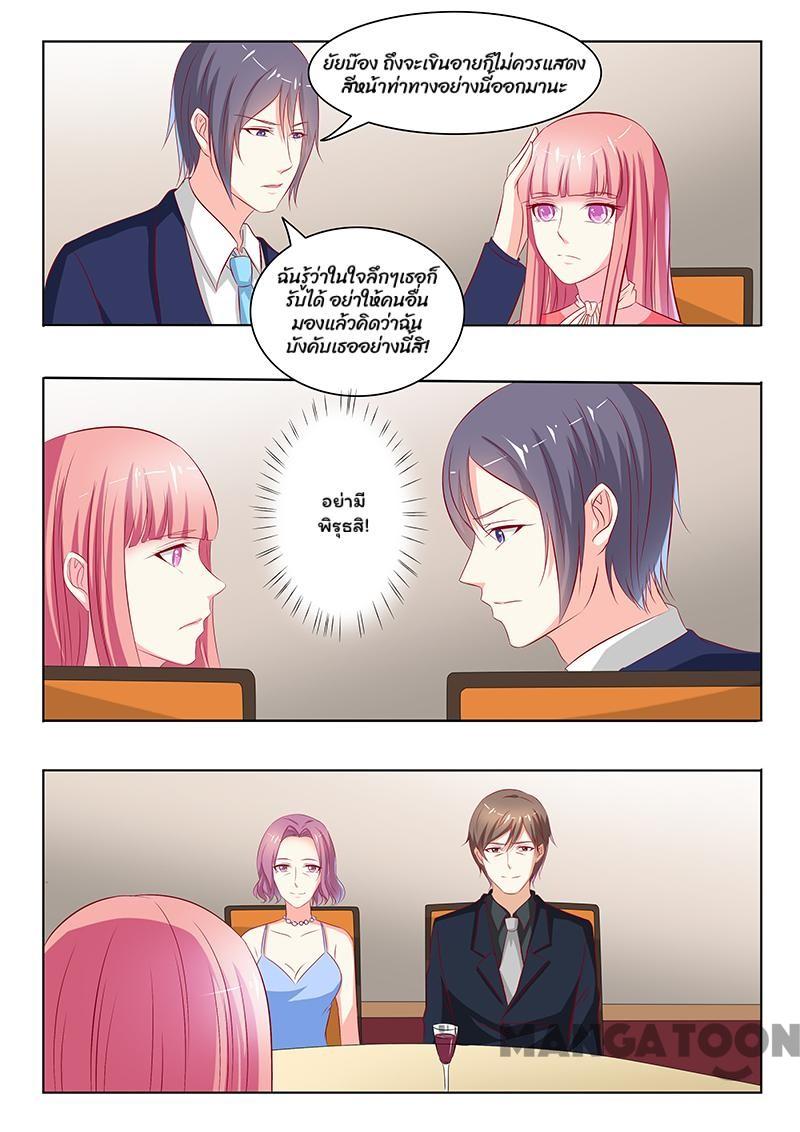 ยัยบ๊อง ถึงจะเขินอายก็ไม่ควรแสดง
สีหน้าท่าทางอย่างนี้ออกมานะ
ฉันรู้ว่าในใจลึกๆเธอก็
รับได้ อย่าให้คนอื่น
มองแล้วคิดว่าฉัน
บังคับเธออย่างนี้สิ!
อย่ามี
พิรุธสิ!
MANGATOON